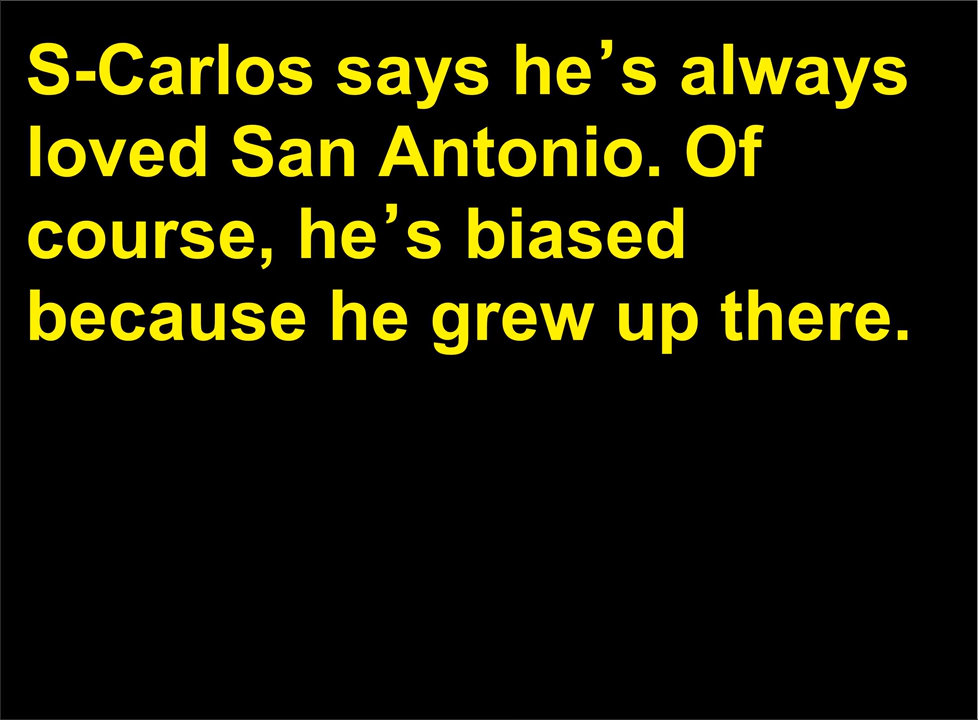 S-Carlos says he’s always
loved San Antonio. Of
course, he’s biased
because he grew up there.